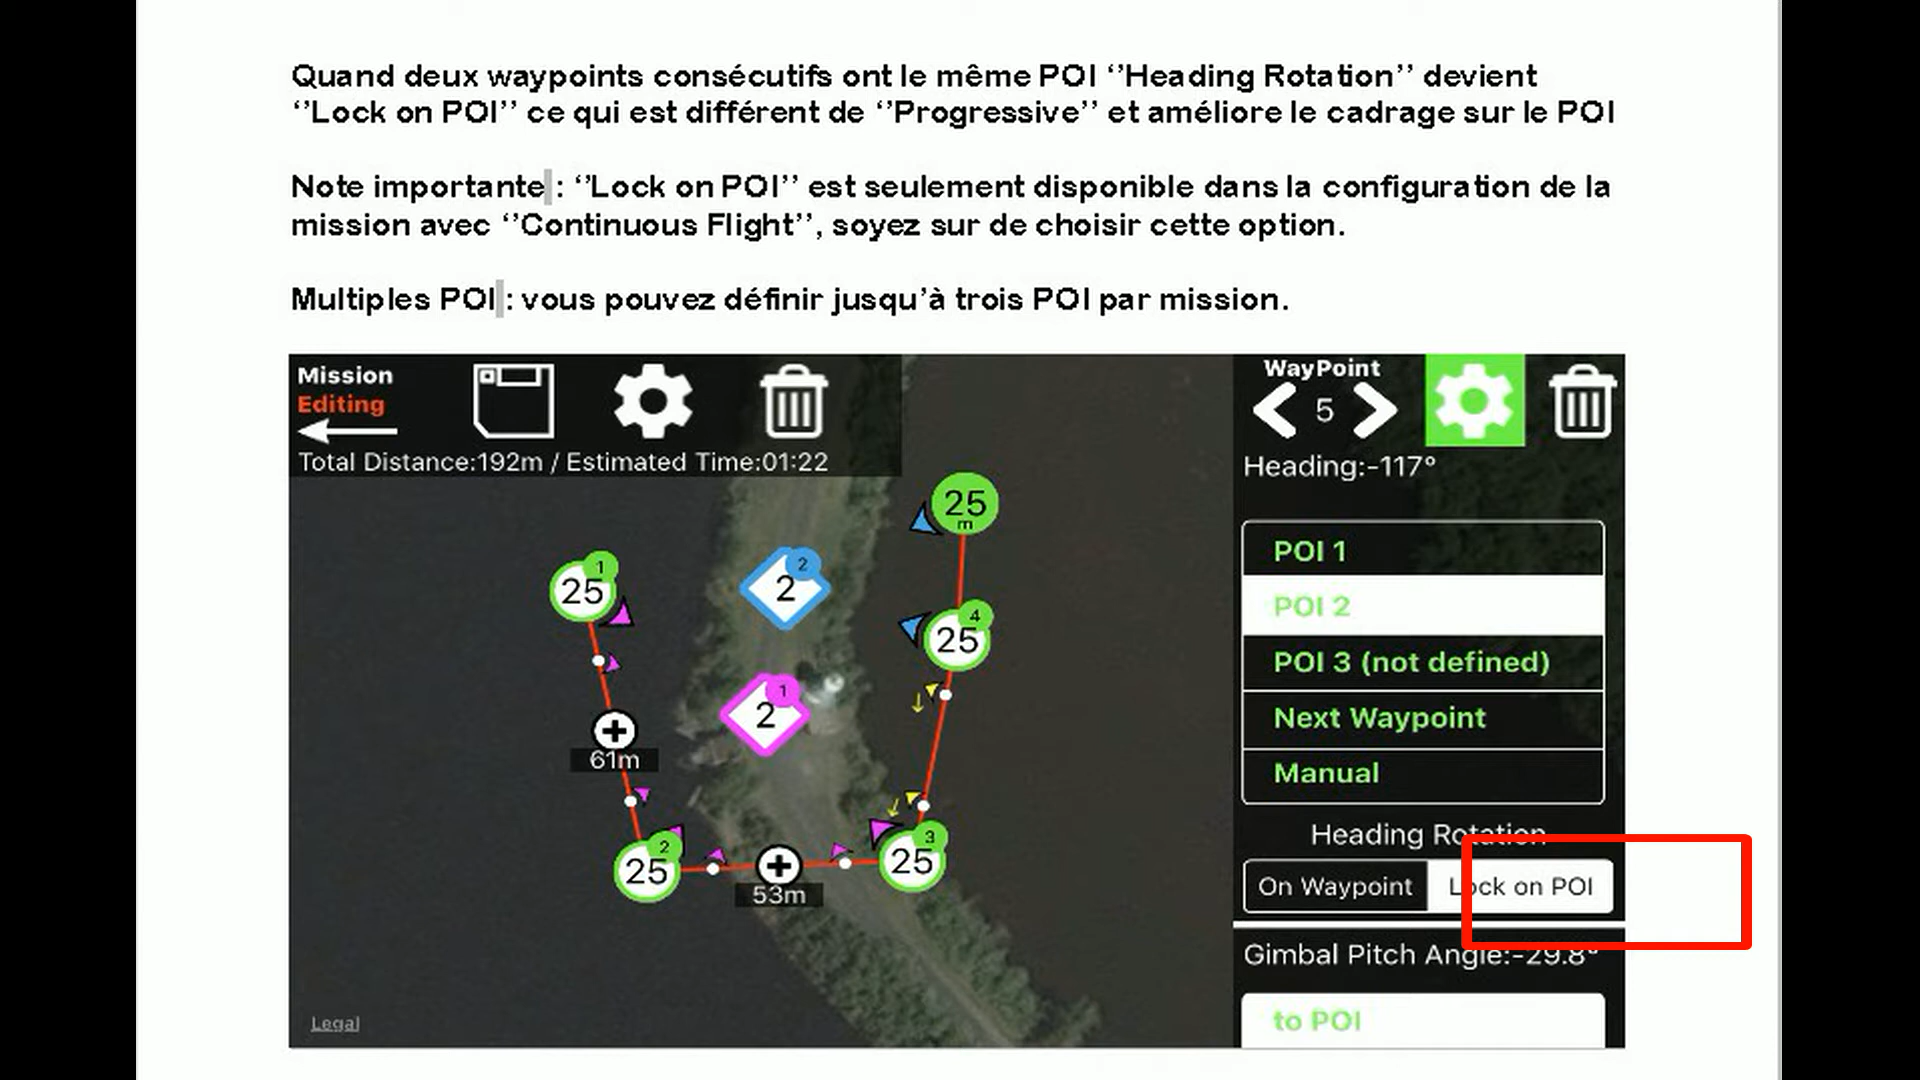 Quand deux waypoints consécutifs ont le même POI ‘’Heading Rotation’’ devient
‘’Lock on POI’’ ce qui est différent de ‘’Progressive’’ et améliore le cadrage sur le POI
Note importante : ‘’Lock on POI’’ est seulement disponible dans la configuration de la
mission avec ‘’Continuous Flight’’, soyez sur de choisir cette option.
Multiples POI : vous pouvez définir jusqu’à trois POI par mission.
Mission
Editing
Total Distance:192m / Estimated Time:01:22
WayPoint
5
Heading:-117°
25
m
1
25
2
2
4
25
1
2
61m
2
25
53m
3
25
POI 1
POI 2
POI 3 (not defined)
Next Waypoint
Manual
Heading Rotation
On Waypoint
Lock on POI
Gimbal Pitch Angle:-29.8°
to POI
Legal